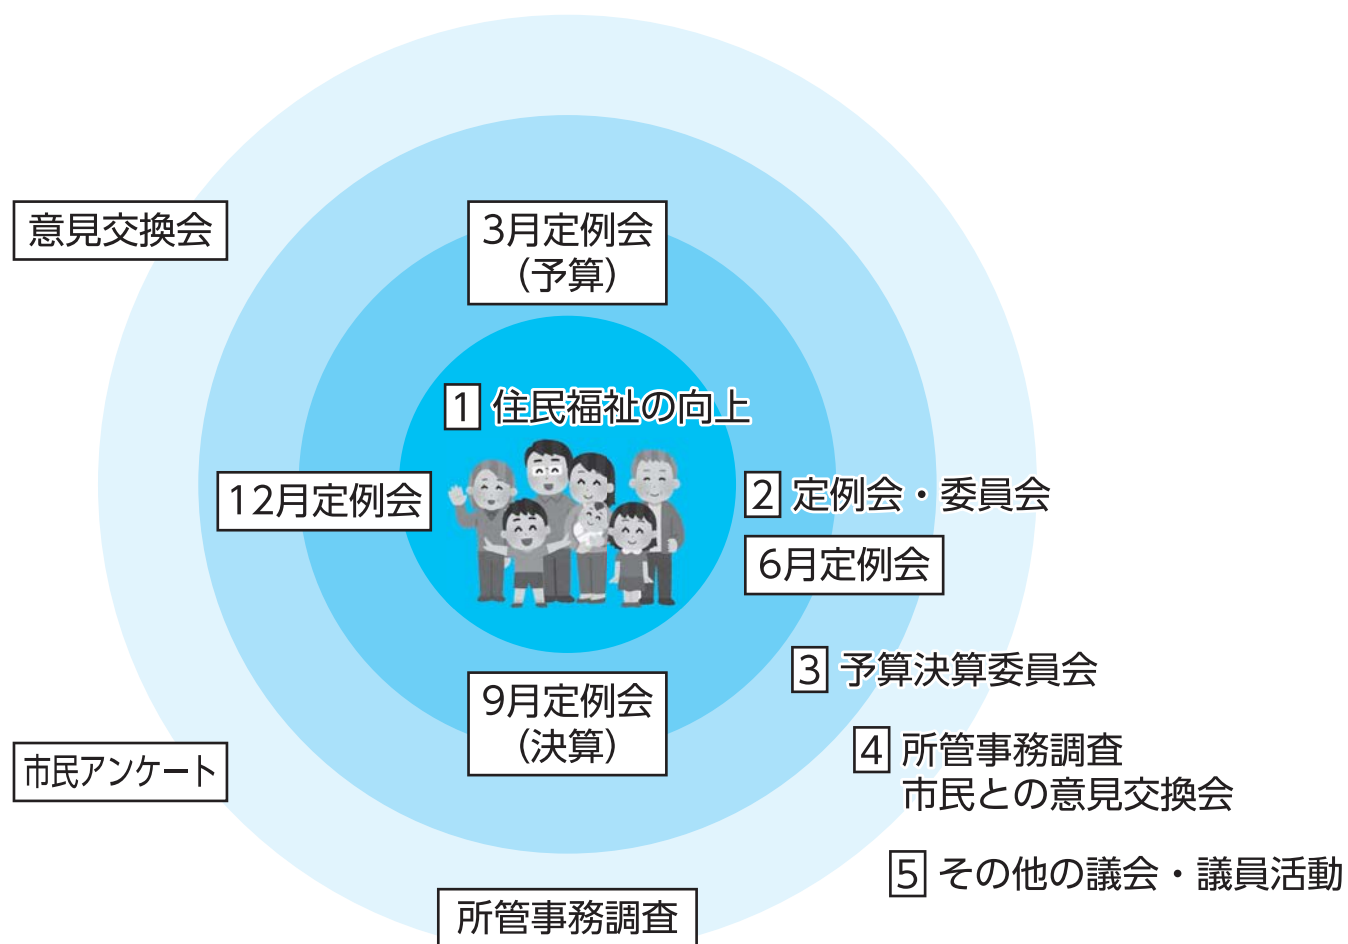 意見交換会
3月定例会
(予算)
1 住民福祉の向上
12月定例会
2 定例会・委員会
6月定例会
3 予算決算委員会
9月定例会
(決算)
4 所管事務調査
市民との意見交換会
市民アンケート
5 その他の議会・議員活動
所管事務調査